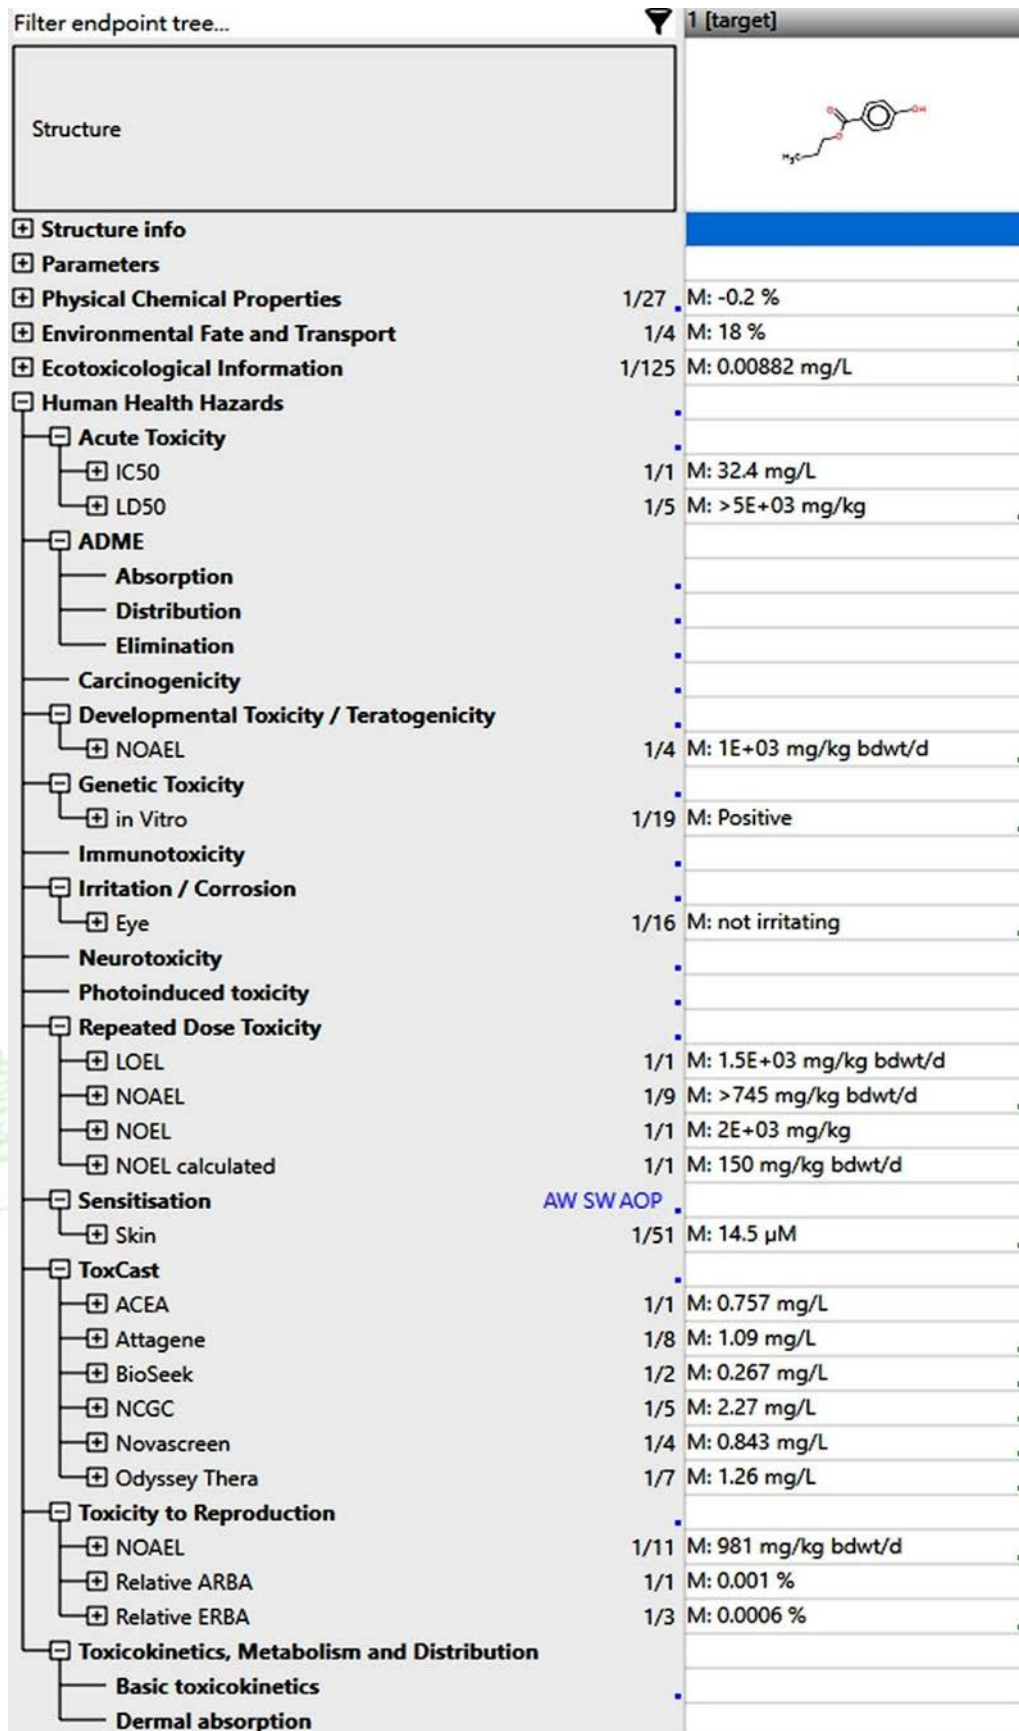 Filter endpoint tree... 1 [target]
Structure
O
OH
O
H₃C
Structure info
Parameters
Physical Chemical Properties 1/27 M: -0.2 %
Environmental Fate and Transport 1/4 M: 18 %
Ecotoxicological Information 1/125 M: 0.00882 mg/L
Human Health Hazards
Acute Toxicity
IC50 1/1 M: 32.4 mg/L
LD50 1/5 M: >5E+03 mg/kg
ADME
Absorption
Distribution
Elimination
Carcinogenicity
Developmental Toxicity / Teratogenicity
NOAEL 1/4 M: 1E+03 mg/kg bdwt/d
Genetic Toxicity
in Vitro 1/19 M: Positive
Immunotoxicity
Irritation / Corrosion
Eye 1/16 M: not irritating
Neurotoxicity
Photoinduced toxicity
Repeated Dose Toxicity
LOEL 1/1 M: 1.5E+03 mg/kg bdwt/d
NOAEL 1/9 M: >745 mg/kg bdwt/d
NOEL 1/1 M: 2E+03 mg/kg
NOEL calculated 1/1 M: 150 mg/kg bdwt/d
Sensitisation AW SW AOP
Skin 1/51 M: 14.5 µM
ToxCast
ACEA 1/1 M: 0.757 mg/L
Attagene 1/8 M: 1.09 mg/L
BioSeek 1/2 M: 0.267 mg/L
NCGC 1/5 M: 2.27 mg/L
Novascreen 1/4 M: 0.843 mg/L
Odyssey Thera 1/7 M: 1.26 mg/L
Toxicity to Reproduction
NOAEL 1/11 M: 981 mg/kg bdwt/d
Relative ARBA 1/1 M: 0.001 %
Relative ERBA 1/3 M: 0.0006 %
Toxicokinetics, Metabolism and Distribution
Basic toxicokinetics
Dermal absorption